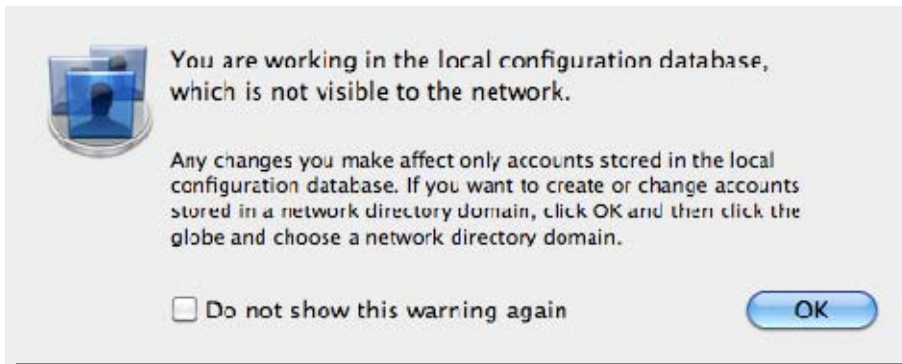 You are working in the local configuration database,
which is not visible to the network.
Any changes you make affect only accounts stored in the local
configuration database. If you want to create or change accounts
stored in a network directory domain, click OK and then click the
globe and choose a network directory domain.
Do not show this warning again
OK